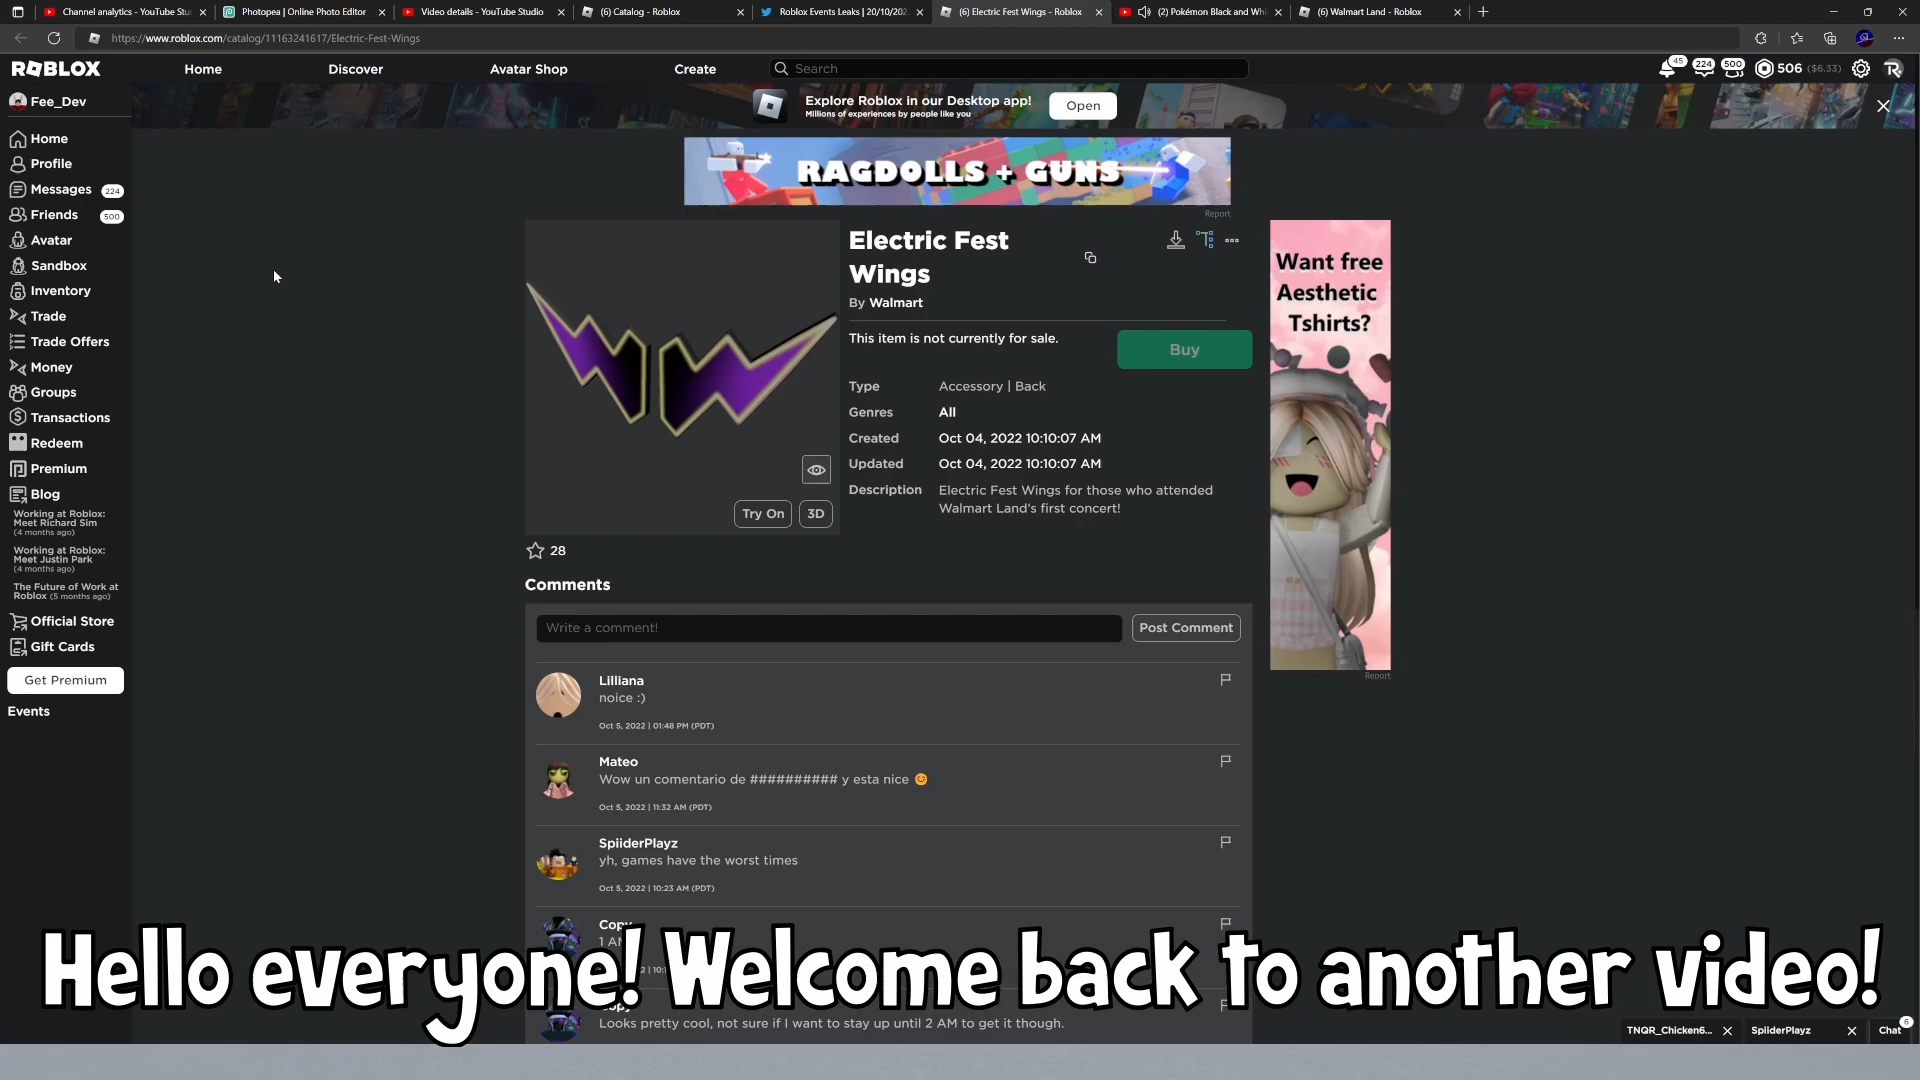 Channel analytics - YouTube Stu
Photopea | Online Photo Editor
Video details - YouTube Studio
(6) Catalog - Roblox
Roblox Events Leaks | 20/10/202
(6) Electric Fest Wings - Roblox
(2) Pokémon Black and Whi
(6) Walmart Land - Roblox
https://www.roblox.com/catalog/11163241617/Electric-Fest-Wings
ROBLOX
Home
Discover
Avatar Shop
Create
Search
45
224
500
506 ($6.33)
Fee_Dev
Explore Roblox in our Desktop app!
Millions of experiences by people like you
Open
Home
Profile
Messages 224
Friends 500
Avatar
Sandbox
Inventory
Trade
Trade Offers
Money
Groups
Transactions
Redeem
Premium
Blog
Working at Roblox:
Meet Richard Sim
(4 months ago)
Working at Roblox:
Meet Justin Park
(4 months ago)
The Future of Work at
Roblox (5 months ago)
Official Store
Gift Cards
Get Premium
Events
RAGDOLLS + GUNS
Report
Electric Fest
Wings
By Walmart
This item is not currently for sale.
Buy
Type Accessory | Back
Genres All
Created Oct 04, 2022 10:10:07 AM
Updated Oct 04, 2022 10:10:07 AM
Description Electric Fest Wings for those who attended
Walmart Land's first concert!
Try On
3D
28
Want free
Aesthetic
Tshirts?
Report
Comments
Write a comment!
Post Comment
Lilliana
noice :)
Oct 5, 2022 | 01:48 PM (PDT)
Mateo
Wow un comentario de ########## y esta nice 😊
Oct 5, 2022 | 11:32 AM (PDT)
SpiiderPlayz
yh, games have the worst times
Oct 5, 2022 | 10:23 AM (PDT)
Copy
1 AM
Hello everyone! Welcome back to another video!
Looks pretty cool, not sure if I want to stay up until 2 AM to get it though.
TNQR_Chicken6...
SpiiderPlayz
Chat
6